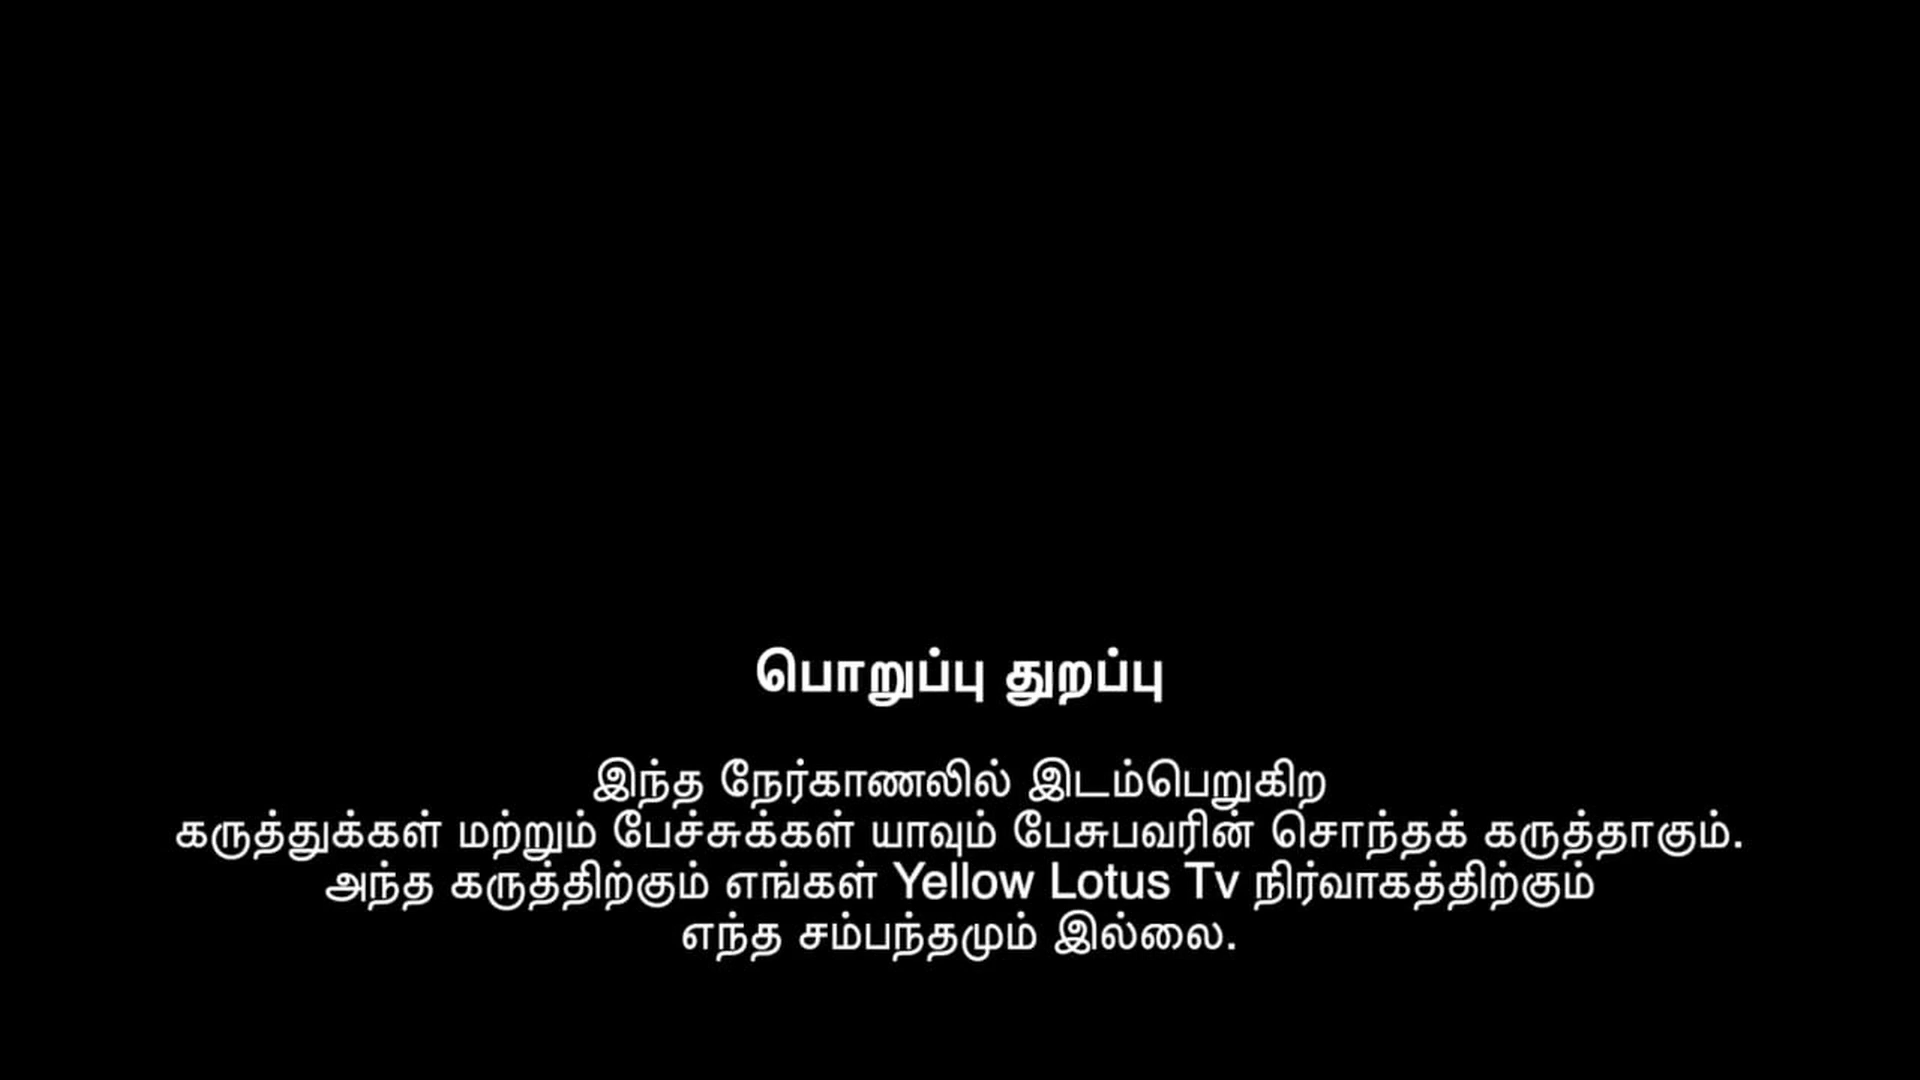 பொறுப்பு துறப்பு
இந்த நேர்காணலில் இடம்பெறுகிற
கருத்துக்கள் மற்றும் பேச்சுக்கள் யாவும் பேசுபவரின் சொந்தக் கருத்தாகும்.
அந்த கருத்திற்கும் எங்கள் Yellow Lotus Tv நிர்வாகத்திற்கும்
எந்த சம்பந்தமும் இல்லை.